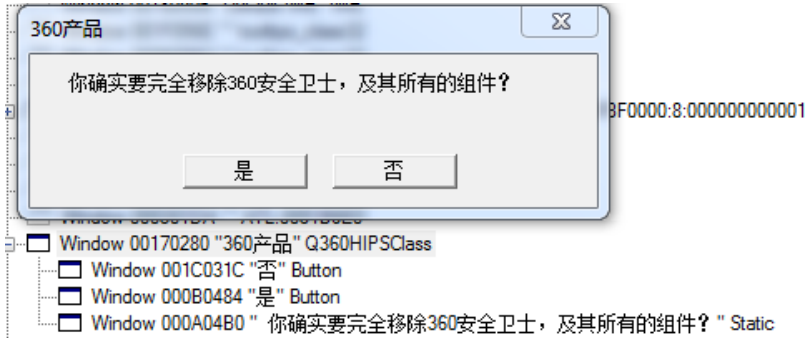 360产品
你确实要完全移除360安全卫士，及其所有的组件？
BF0000:8:000000000001
是 否
Window 00170280 "360产品" Q360HIPSClass
Window 001C031C "否" Button
Window 000B0484 "是" Button
Window 000A04B0 " 你确实要完全移除360安全卫士，及其所有的组件？" Static